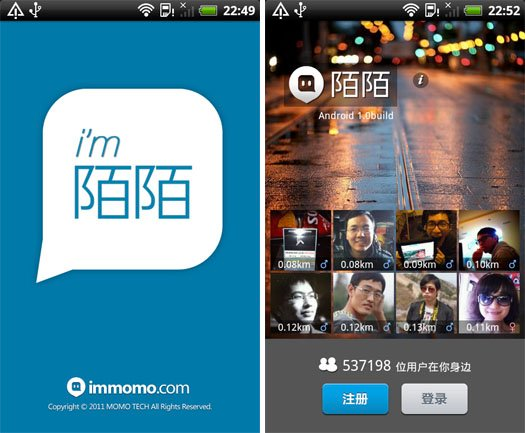 22:49
i'm
陌陌
immomo.com
Copyright © 2011 MOMO TECH All Rights Reserved.
22:52
陌陌
i
Android 1.0build
0.08km ♂
0.08km ♂
0.09km ♂
0.10km ♂
0.12km ♂
0.12km ♂
0.13km ♂
0.11km ♀
537198 位用户在你身边
注册
登录